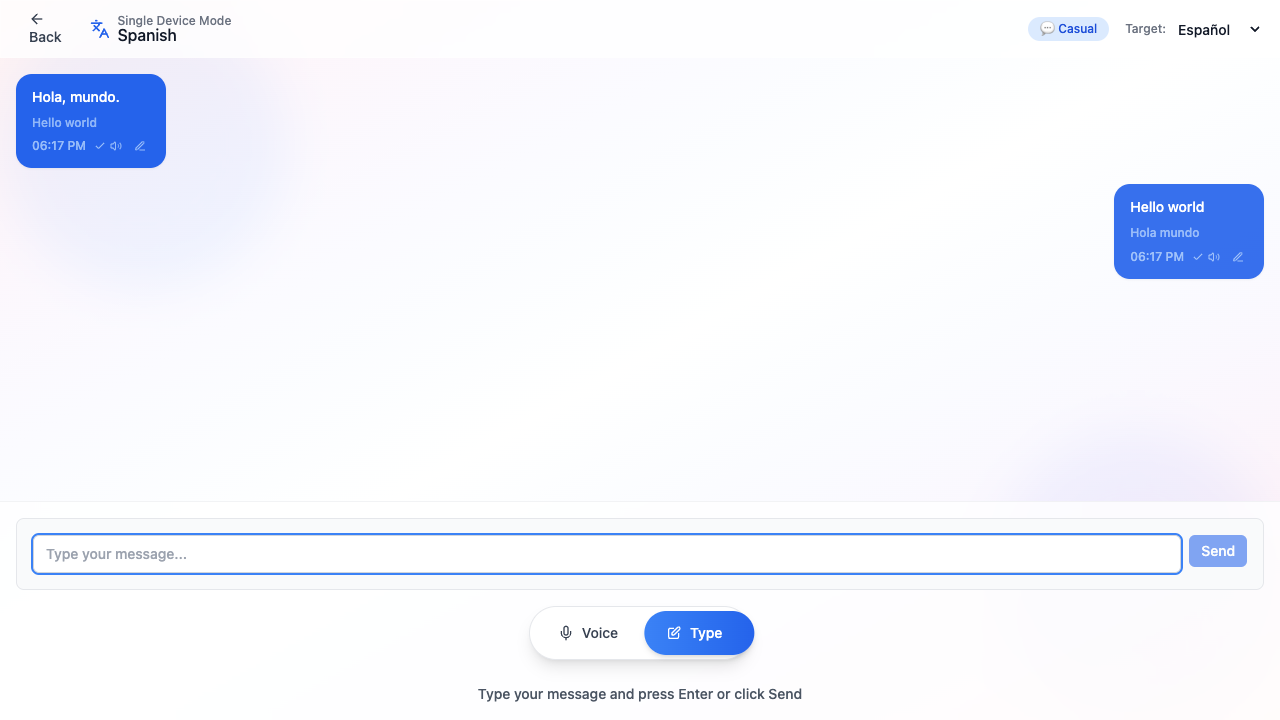 Back
Single Device Mode
Spanish
💬 Casual
Target:
Español
Hola, mundo.
Hello world
06:17 PM
Hello world
Hola mundo
06:17 PM
Type your message...
Send
Voice
Type
Type your message and press Enter or click Send